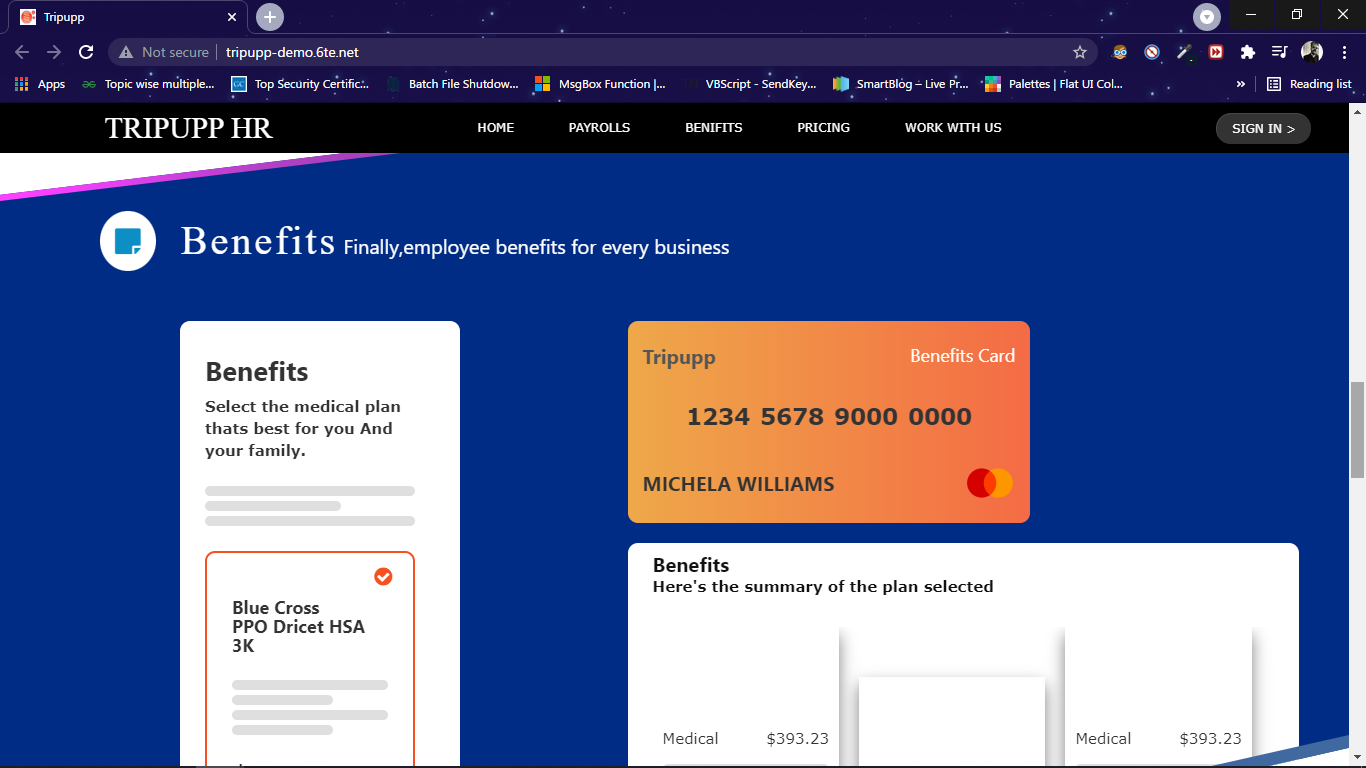 Tripupp
Not secure
tripupp-demo.6te.net
Apps
Topic wise multiple...
Top Security Certific...
Batch File Shutdow...
MsgBox Function |...
VBScript - SendKey...
SmartBlog – Live Pr...
Palettes | Flat UI Col...
»
Reading list
TRIPUPP HR
HOME
PAYROLLS
BENIFITS
PRICING
WORK WITH US
SIGN IN >
Benefits Finally,employee benefits for every business
Benefits
Select the medical plan
thats best for you And
your family.
Blue Cross
PPO Dricet HSA
3K
Tripupp
Benefits Card
1234 5678 9000 0000
MICHELA WILLIAMS
Benefits
Here's the summary of the plan selected
Medical $393.23
Medical $393.23